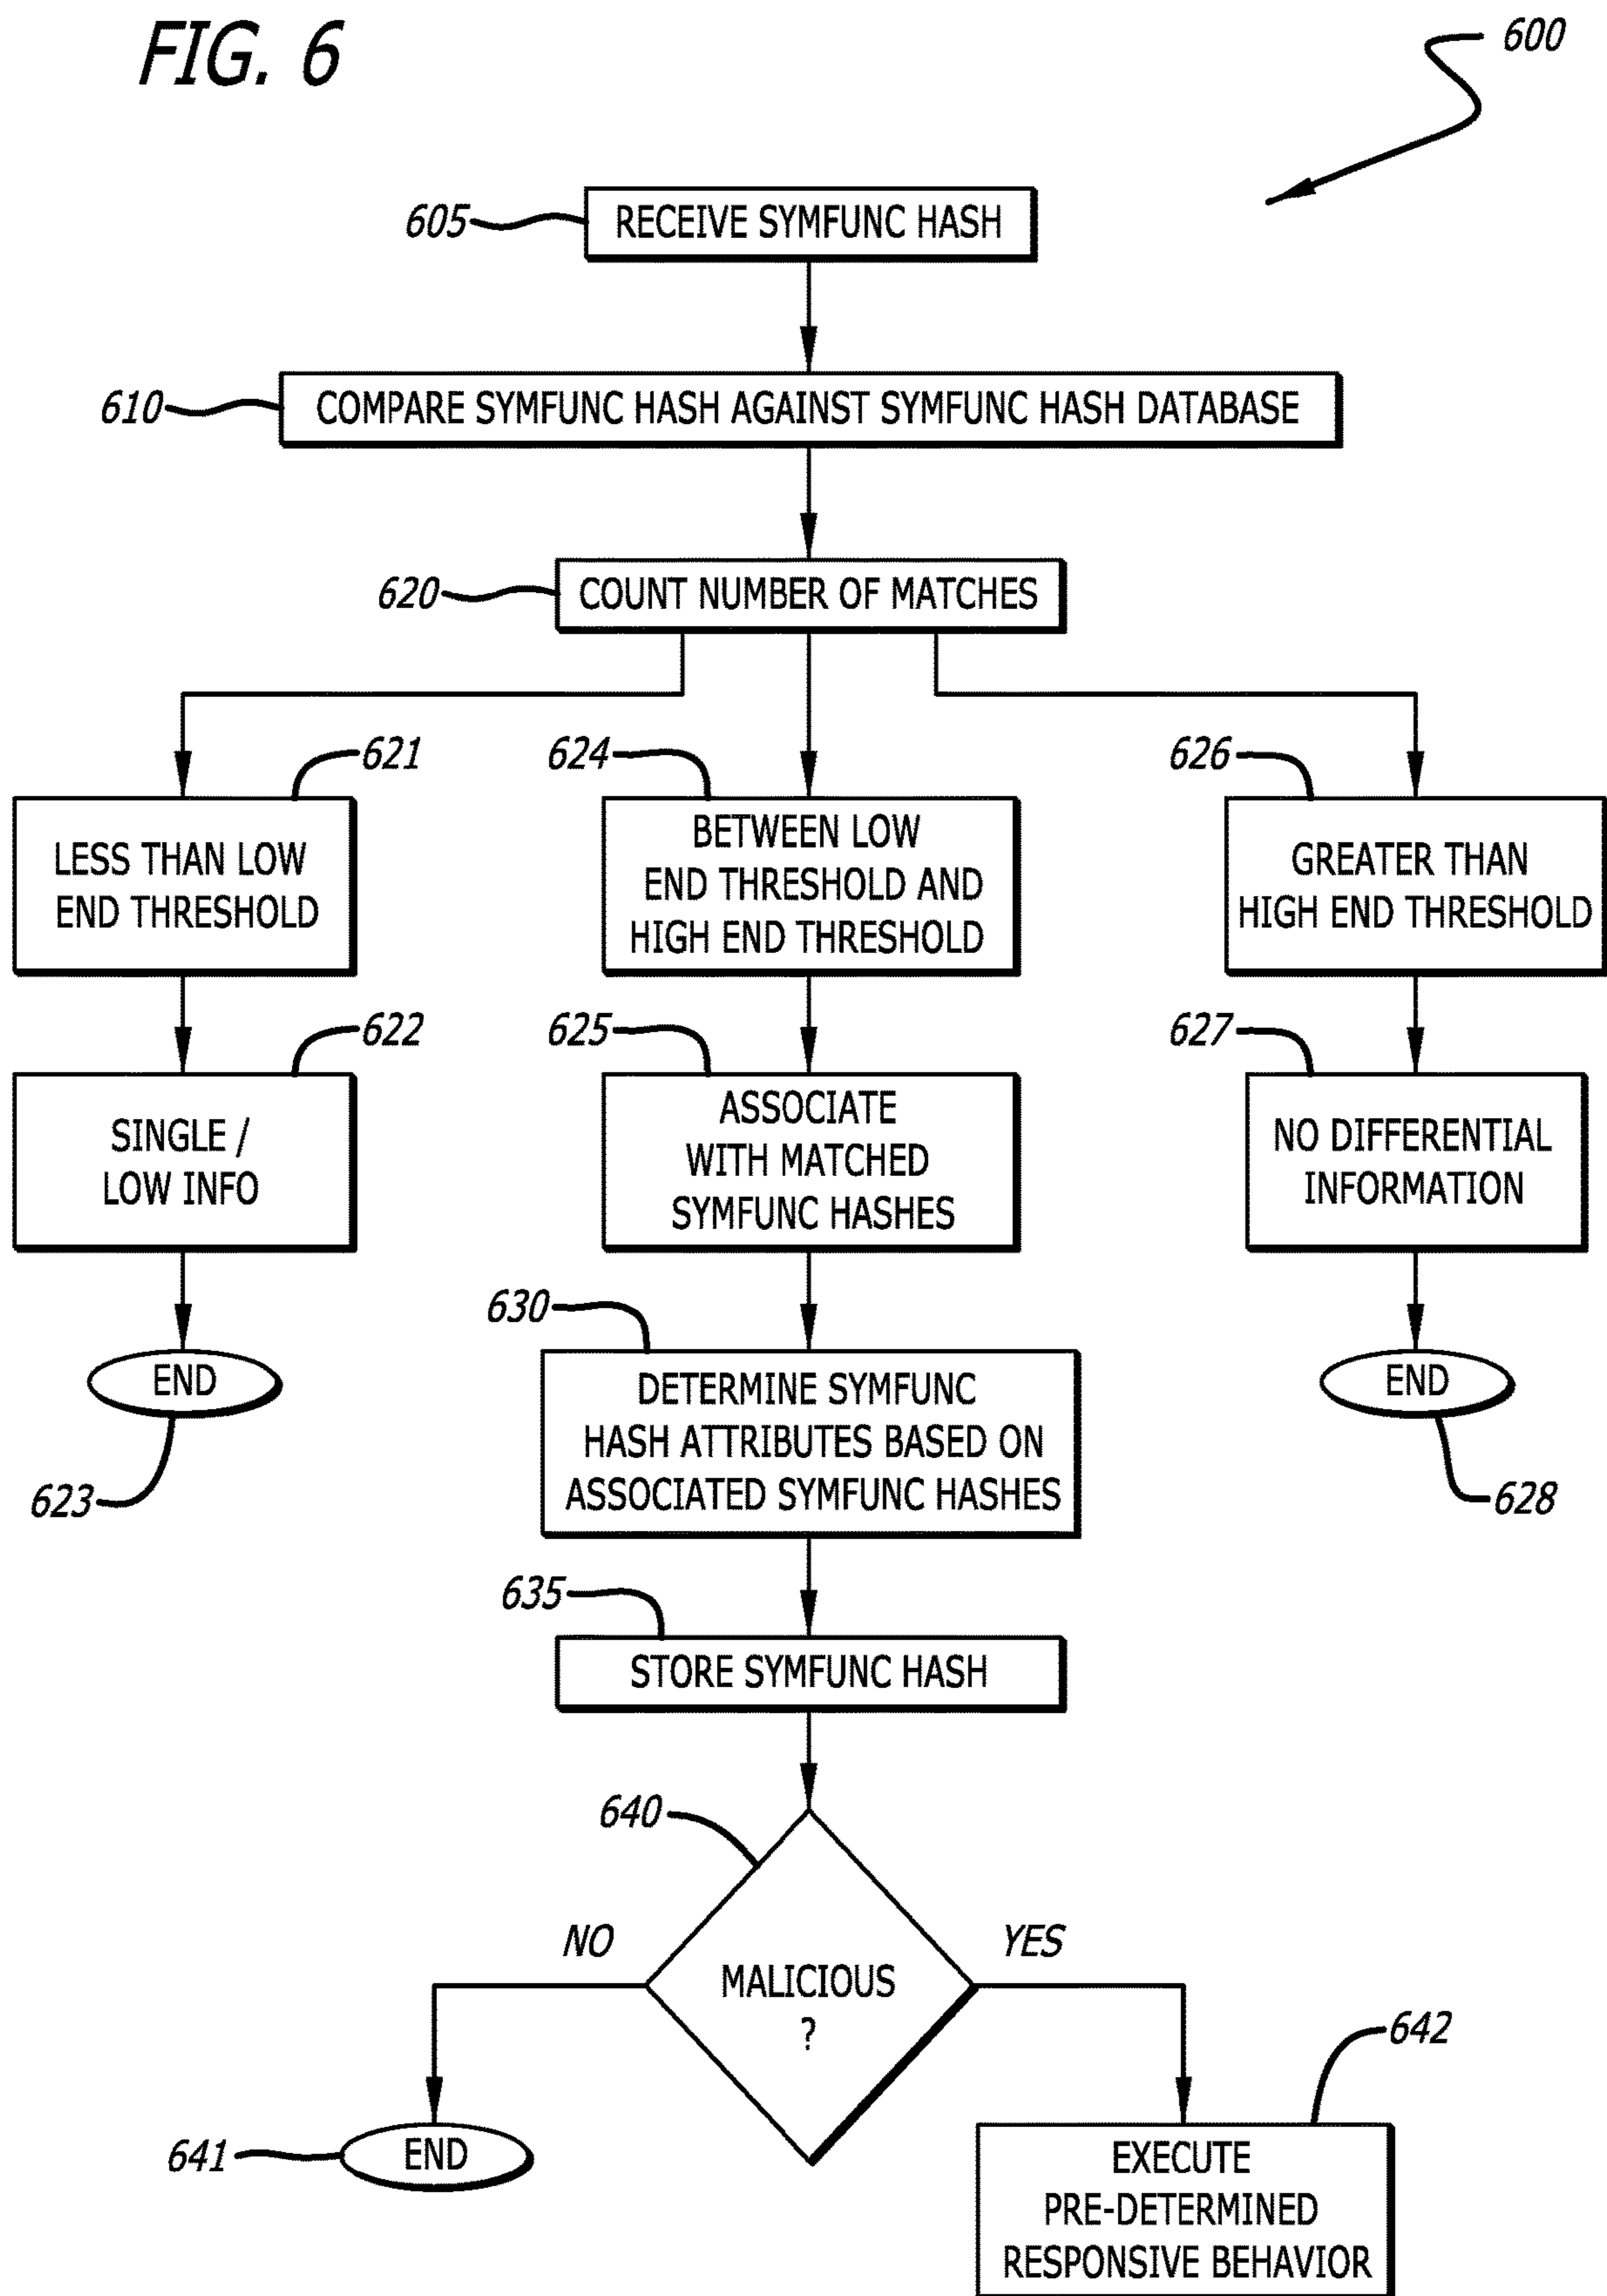 FIG. 6
600
605
RECEIVE SYMFUNC HASH
610
COMPARE SYMFUNC HASH AGAINST SYMFUNC HASH DATABASE
620
COUNT NUMBER OF MATCHES
621
LESS THAN LOW
END THRESHOLD
624
BETWEEN LOW
END THRESHOLD AND
HIGH END THRESHOLD
626
GREATER THAN
HIGH END THRESHOLD
622
SINGLE /
LOW INFO
625
ASSOCIATE
WITH MATCHED
SYMFUNC HASHES
627
NO DIFFERENTIAL
INFORMATION
END
623
630
DETERMINE SYMFUNC
HASH ATTRIBUTES BASED ON
ASSOCIATED SYMFUNC HASHES
END
628
635
STORE SYMFUNC HASH
640
MALICIOUS
?
NO
YES
641
END
642
EXECUTE
PRE-DETERMINED
RESPONSIVE BEHAVIOR